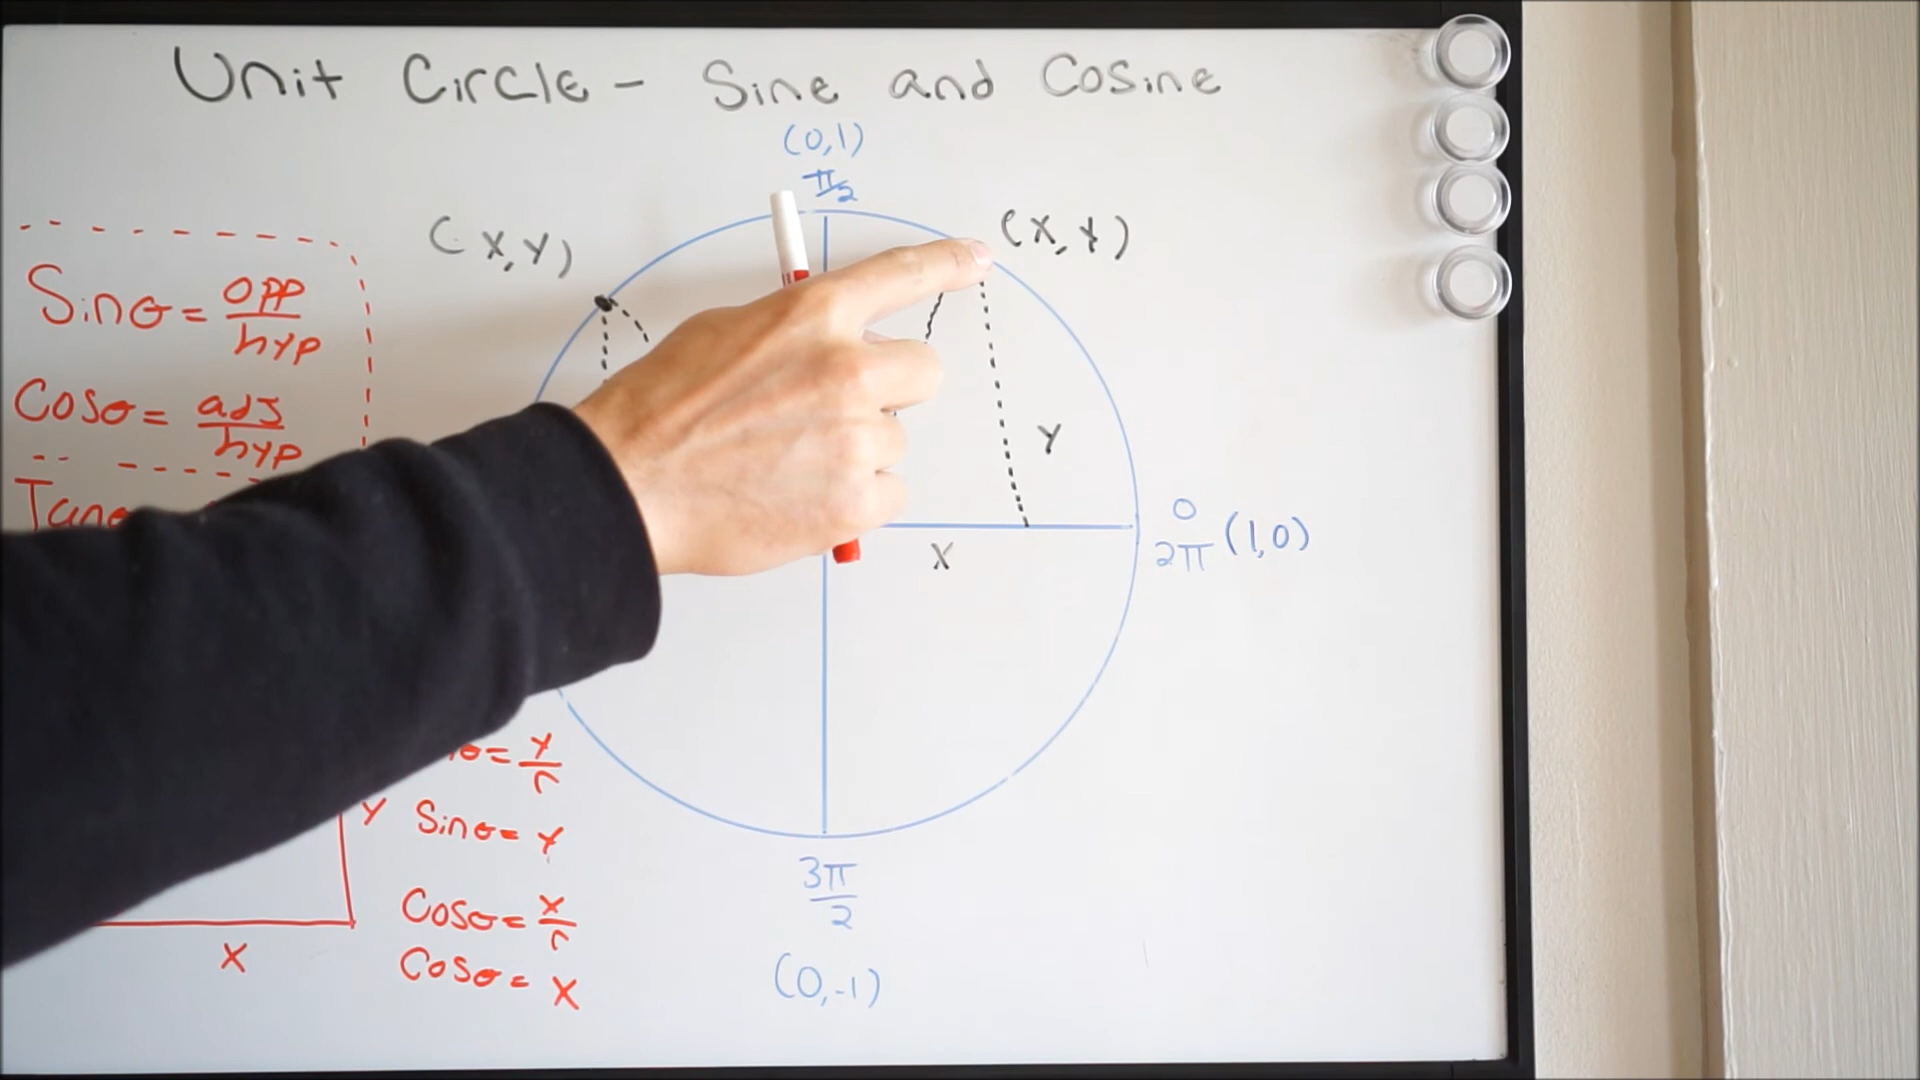 Unit Circle - Sine and Cosine
(0,1)
π/2
(X,Y)
(X,Y)
Sinθ = opp/hyp
Cosθ = adj/hyp
Tanθ
Y
X
0
2π (1,0)
θ = Y/r
Y
Sinθ = Y
Cosθ = X/r
Cosθ = X
X
3π/2
(0,-1)